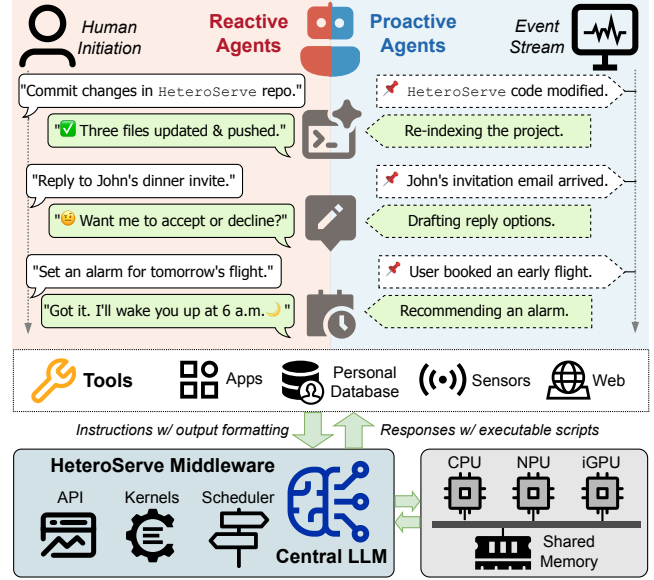 Human
Initiation
Reactive
Agents
Proactive
Agents
Event
Stream
"Commit changes in HeteroServe repo."
"✅ Three files updated & pushed."
"Reply to John's dinner invite."
"🤨 Want me to accept or decline?"
"Set an alarm for tomorrow's flight."
"Got it. I'll wake you up at 6 a.m.🌙 "
📌 HeteroServe code modified.
Re-indexing the project.
📌 John's invitation email arrived.
Drafting reply options.
📌 User booked an early flight.
Recommending an alarm.
Tools
Apps
Personal
Database
Sensors
Web
Instructions w/ output formatting
Responses w/ executable scripts
HeteroServe Middleware
API
Kernels
Scheduler
Central LLM
CPU
NPU
iGPU
Shared
Memory